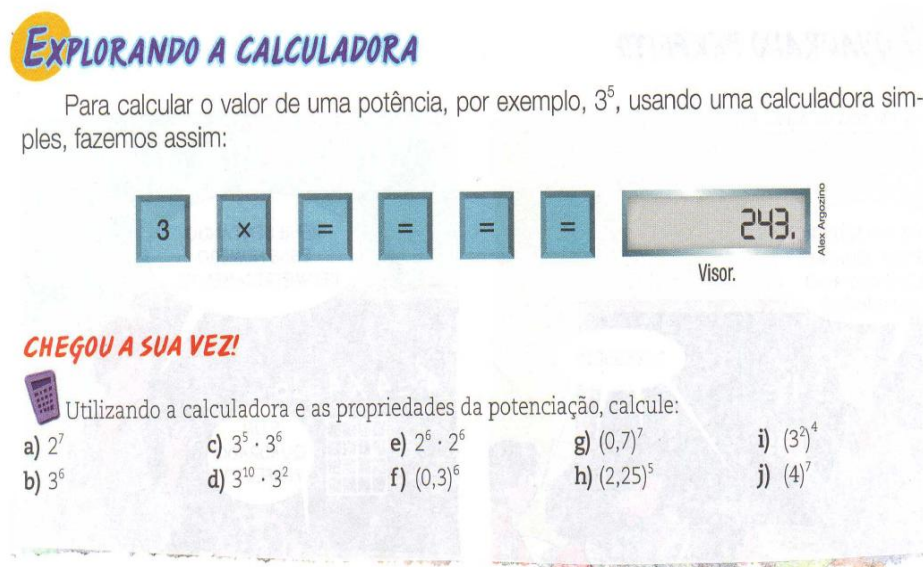 EXPLORANDO A CALCULADORA
Para calcular o valor de uma potência, por exemplo, 3⁵, usando uma calculadora sim-
ples, fazemos assim:
3 × = = = = 243.
Alex Argozino
Visor.
CHEGOU A SUA VEZ!
Utilizando a calculadora e as propriedades da potenciação, calcule:
a) 2⁷ c) 3⁵ · 3⁶ e) 2⁶ · 2⁶ g) (0,7)⁷ i) (3²)⁴
b) 3⁶ d) 3¹⁰ · 3² f) (0,3)⁶ h) (2,25)⁵ j) (4)⁷